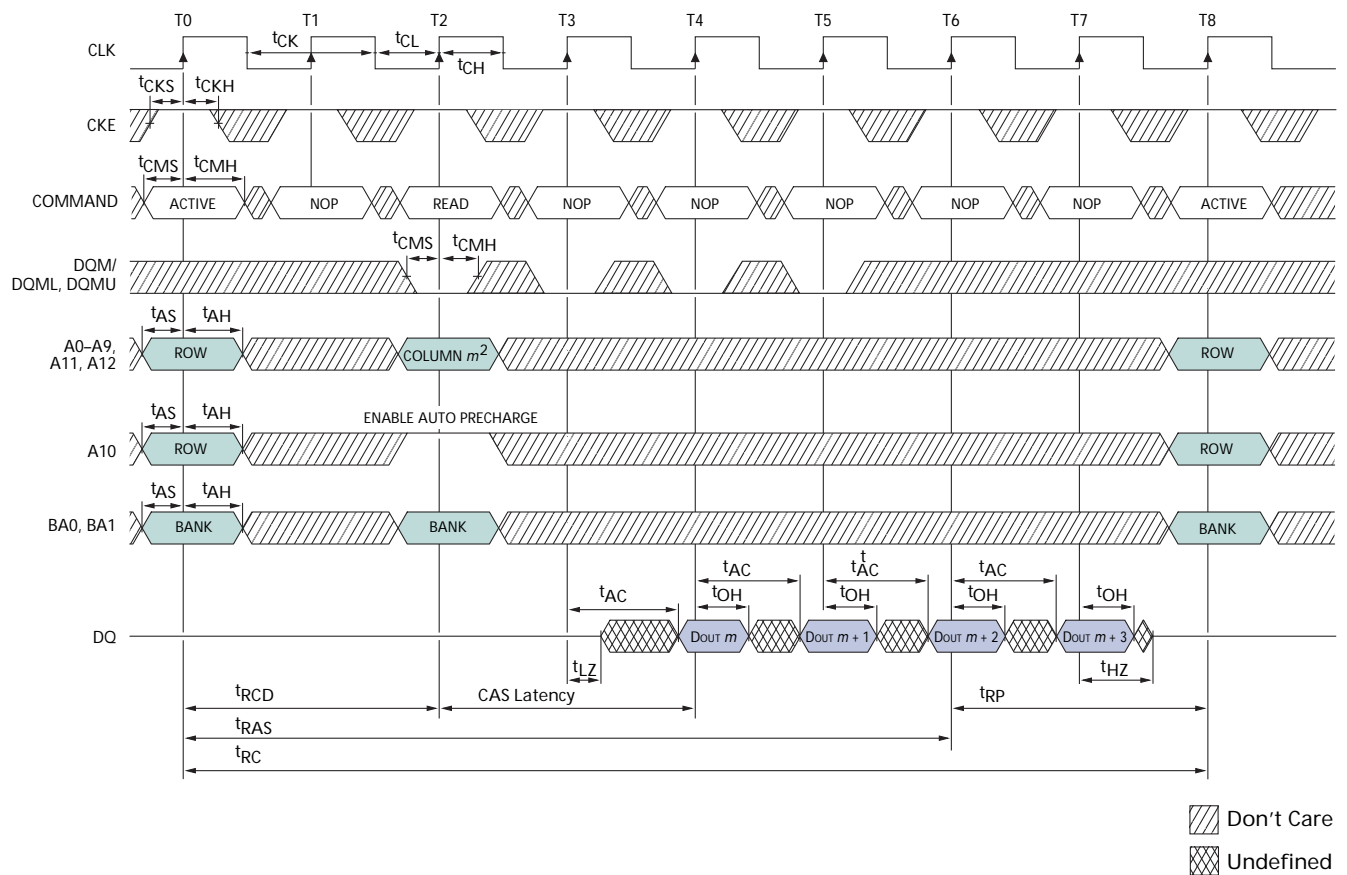 T0 T1 T2 T3 T4 T5 T6 T7 T8
CLK
tCK tCL
tCH
tCKS tCKH
CKE
tCMS tCMH
COMMAND ACTIVE NOP READ NOP NOP NOP NOP NOP ACTIVE
tCMS tCMH
DQM/
DQML, DQMU
tAS tAH
A0–A9,
A11, A12
ROW COLUMN m2 ROW
tAS tAH
ENABLE AUTO PRECHARGE
A10 ROW ROW
tAS tAH
BA0, BA1 BANK BANK BANK
t
tAC tAC tAC
tAC tOH tOH tOH tOH
DQ DOUT m DOUT m + 1 DOUT m + 2 DOUT m + 3
tLZ tHZ
tRCD CAS Latency tRP
tRAS
tRC
Don't Care
Undefined